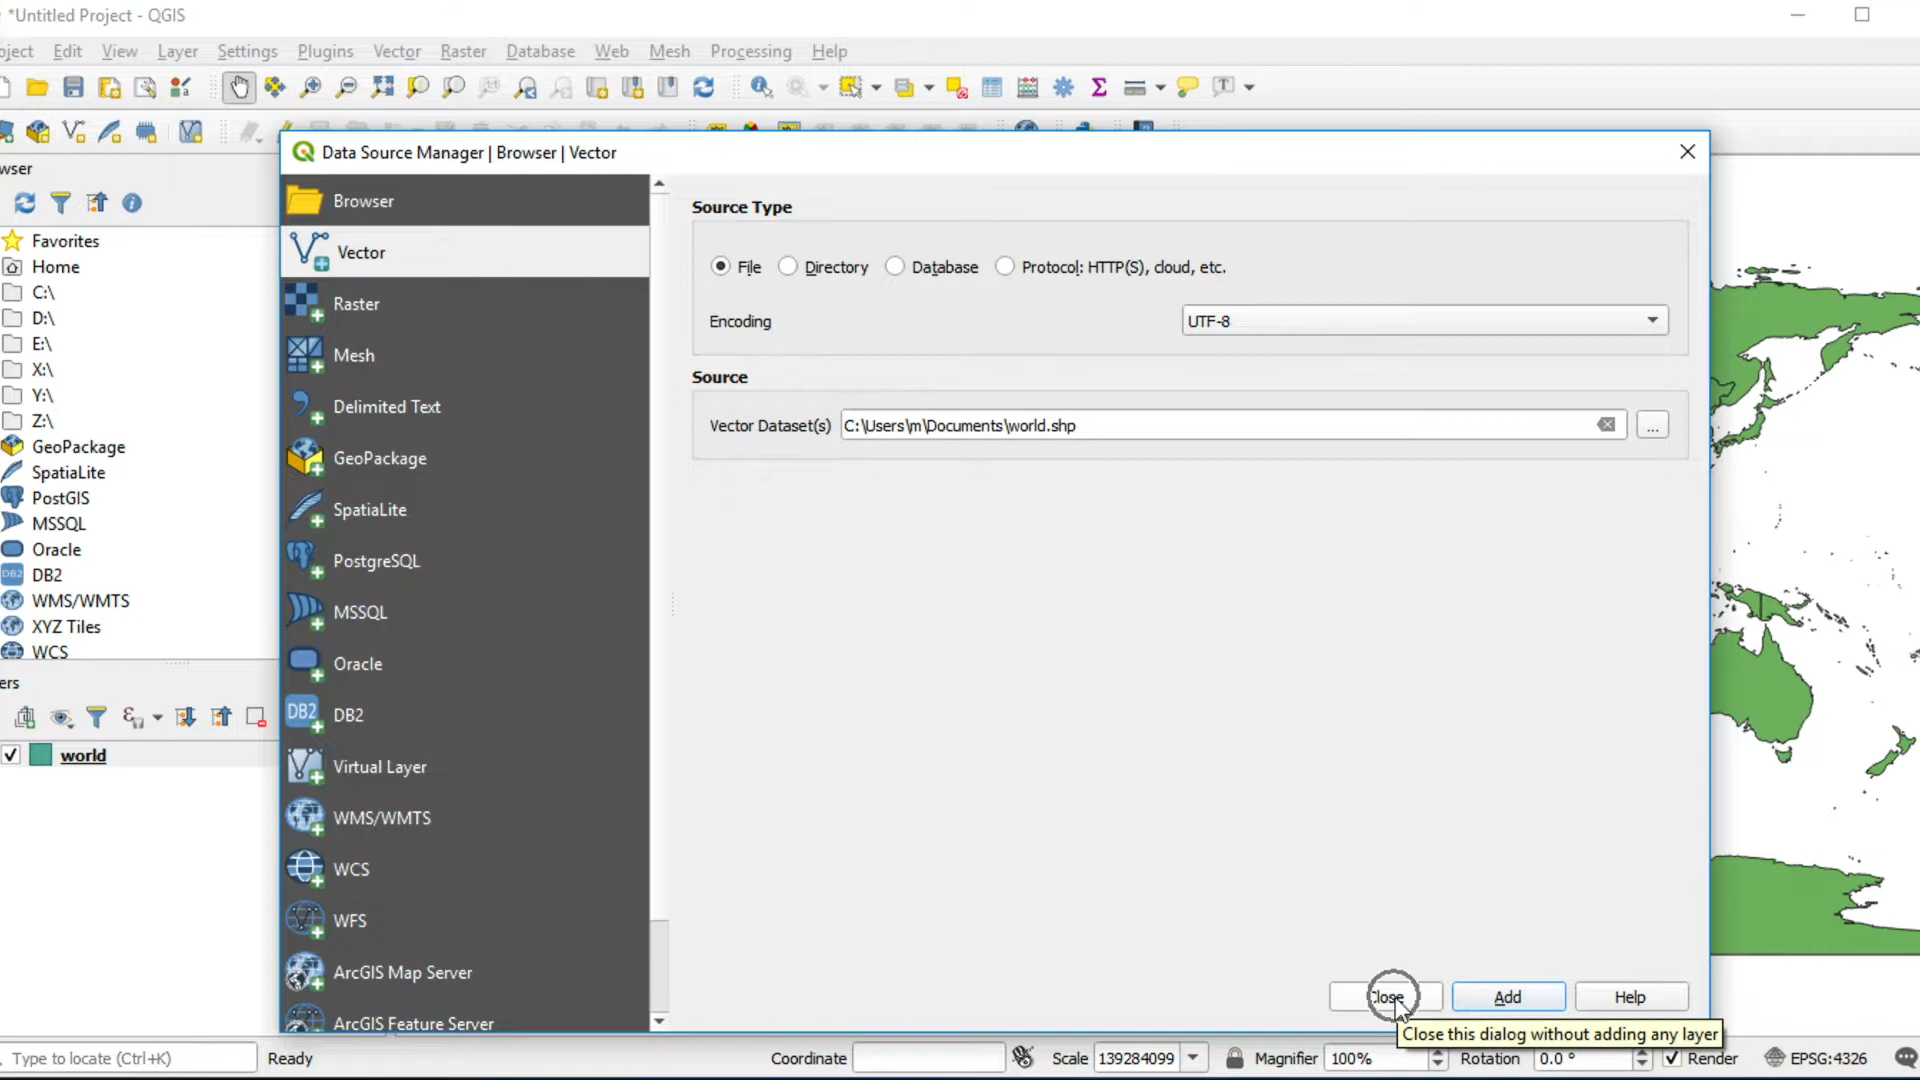 *Untitled Project - QGIS
oject Edit View Layer Settings Plugins Vector Raster Database Web Mesh Processing Help
Data Source Manager | Browser | Vector
wser
Favorites
Home
C:\
D:\
E:\
X:\
Y:\
Z:\
GeoPackage
SpatiaLite
PostGIS
MSSQL
Oracle
DB2
DB2
WMS/WMTS
XYZ Tiles
WCS
ers
world
Browser
Vector
Raster
Mesh
Delimited Text
GeoPackage
SpatiaLite
PostgreSQL
MSSQL
Oracle
DB2
DB2
Virtual Layer
WMS/WMTS
WCS
WFS
ArcGIS Map Server
ArcGIS Feature Server
Source Type
File Directory Database Protocol: HTTP(S), cloud, etc.
Encoding UTF-8
Source
Vector Dataset(s) C:\Users\m\Documents\world.shp ...
Close Add Help
Close this dialog without adding any layer
Type to locate (Ctrl+K) Ready Coordinate Scale 139284099 Magnifier 100% Rotation 0.0 ° Render EPSG:4326